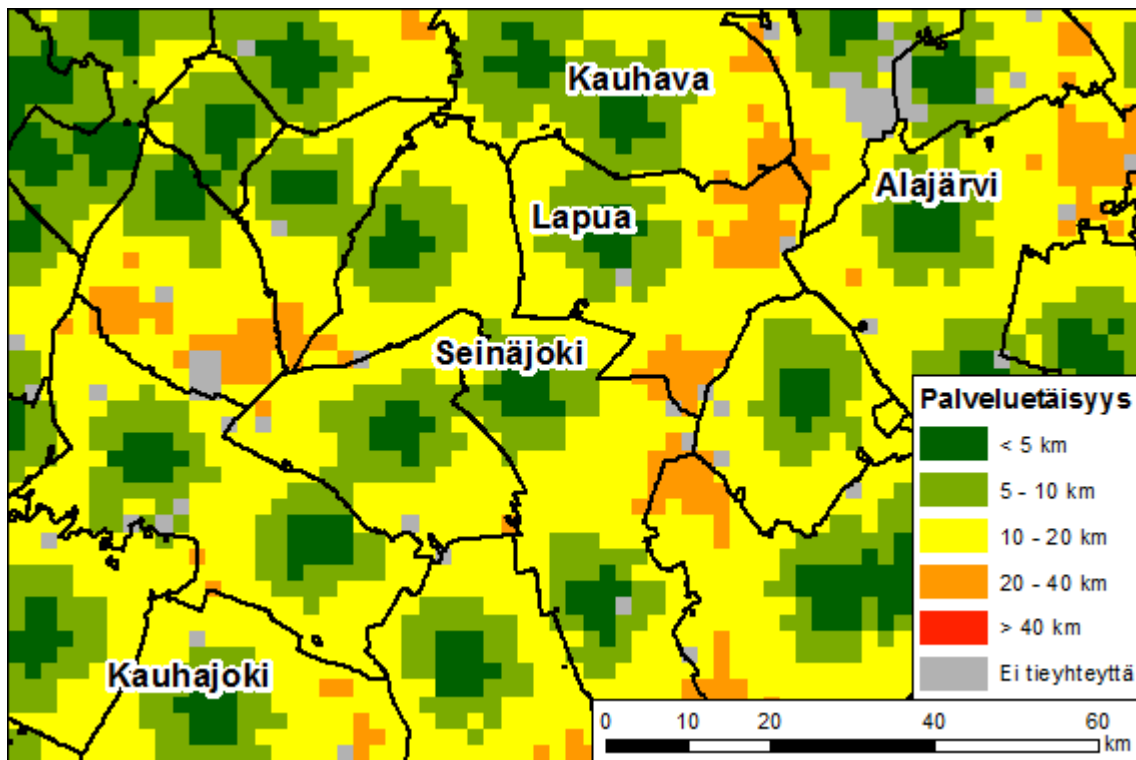 Kauhava
Alajärvi
Lapua
Seinäjoki
Kauhajoki
Palveluetäisyys
< 5 km
5 - 10 km
10 - 20 km
20 - 40 km
> 40 km
Ei tieyhteyttä
0 10 20 40 60
km